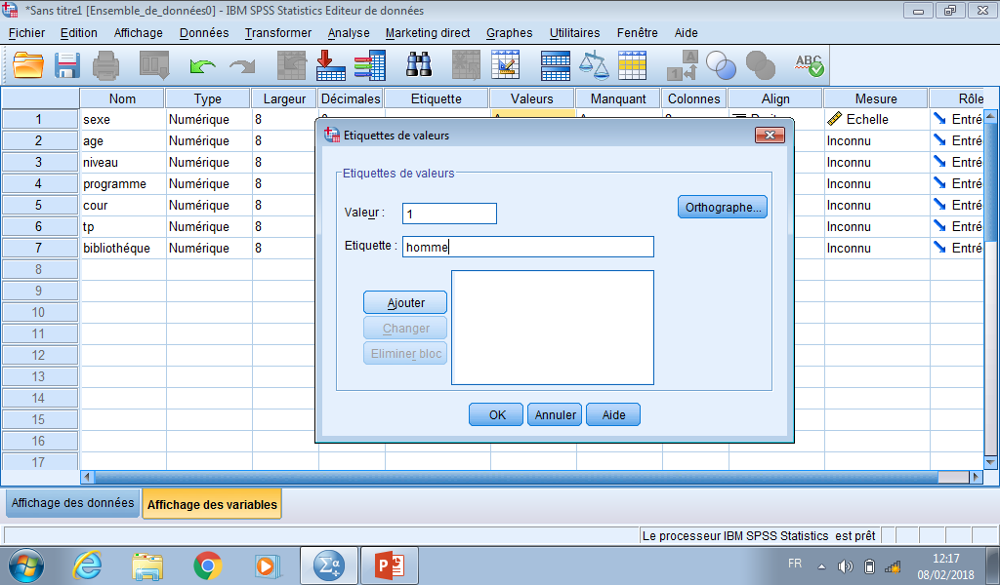 *Sans titre1 [Ensemble_de_données0] - IBM SPSS Statistics Editeur de données
Fichier Edition Affichage Données Transformer Analyse Marketing direct Graphes Utilitaires Fenêtre Aide
Nom Type Largeur Décimales Etiquette Valeurs Manquant Colonnes Align Mesure Rôle
1 sexe Numérique 8 Echelle Entré
2 age Numérique 8 Inconnu Entré
3 niveau Numérique 8 Inconnu Entré
4 programme Numérique 8 Inconnu Entré
5 cour Numérique 8 Inconnu Entré
6 tp Numérique 8 Inconnu Entré
7 bibliothéque Numérique 8 Inconnu Entré
8
9
10
11
12
13
14
15
16
17
Etiquettes de valeurs
Etiquettes de valeurs
Valeur : 1
Orthographe...
Etiquette : homme
Ajouter
Changer
Eliminer bloc
OK Annuler Aide
Affichage des données Affichage des variables
Le processeur IBM SPSS Statistics est prêt
FR
12:17
08/02/2018